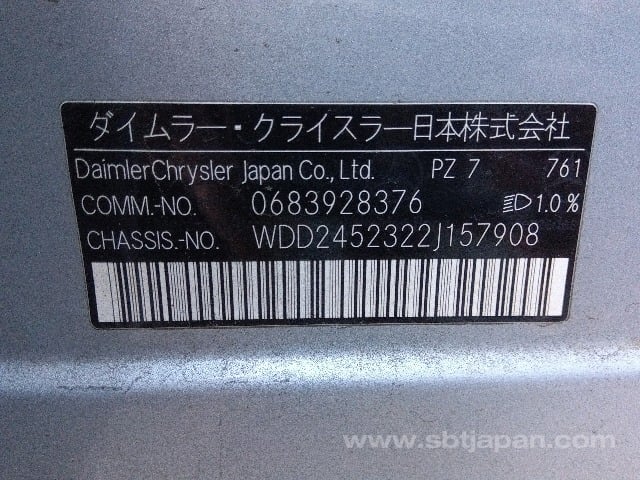 ダイムラー・クライスラー日本株式会社
DaimlerChrysler Japan Co., Ltd. PZ 7 761
COMM.-NO. 0683928376 1.0 %
CHASSIS.-NO. WDD2452322J157908
www.sbtjapan.com